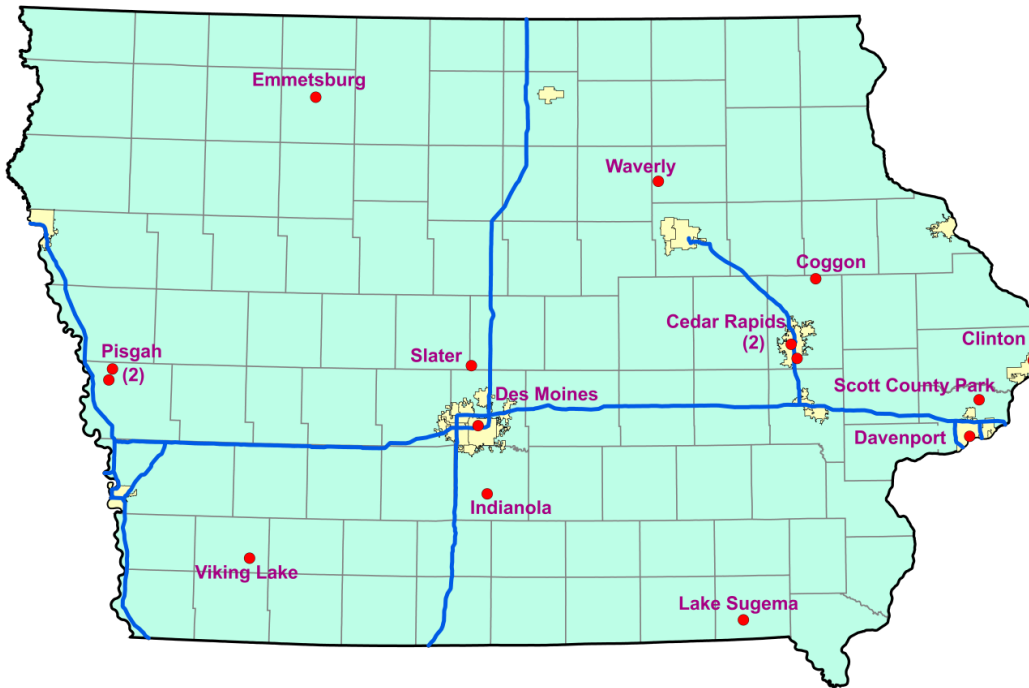 Emmetsburg
Waverly
Coggon
Cedar Rapids
(2)
Clinton
Pisgah
(2)
Slater
Scott County Park
Des Moines
Davenport
Indianola
Viking Lake
Lake Sugema